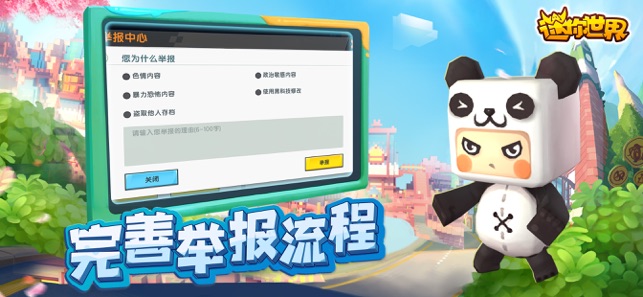 举报中心
迷你世界
您为什么举报
色情内容
政治敏感内容
暴力恐怖内容
使用黑科技修改
盗取他人存档
请输入您举报的理由(6~100字)
关闭
举报
完善举报流程